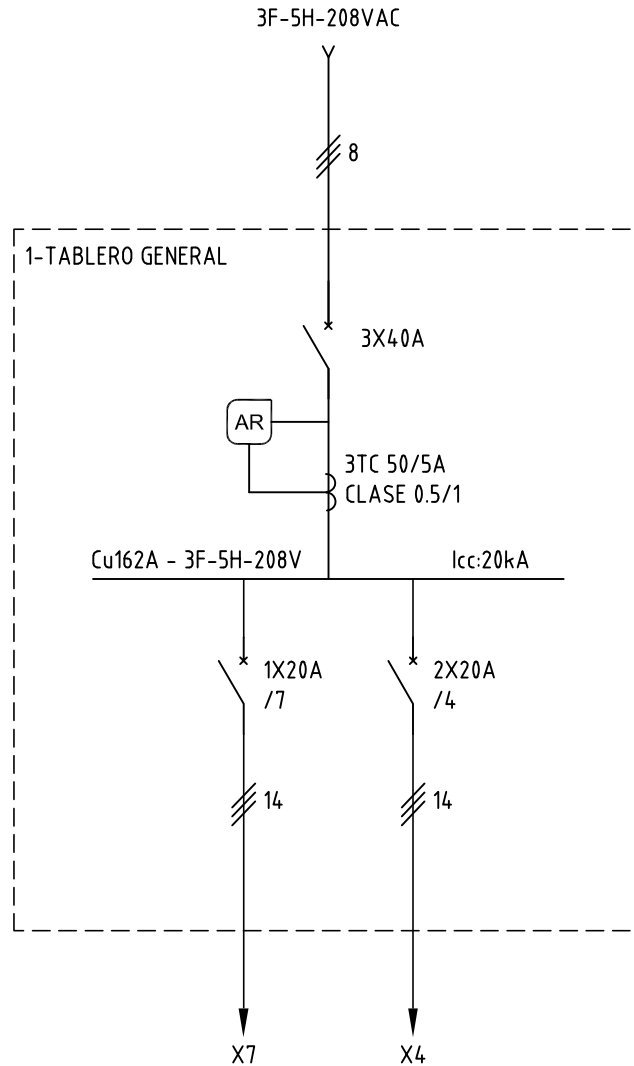 3F-5H-208VAC
8
1-TABLERO GENERAL
3X40A
AR
3TC 50/5A
CLASE 0.5/1
Cu162A - 3F-5H-208V
Icc:20kA
1X20A
/7
2X20A
/4
14
14
X7
X4